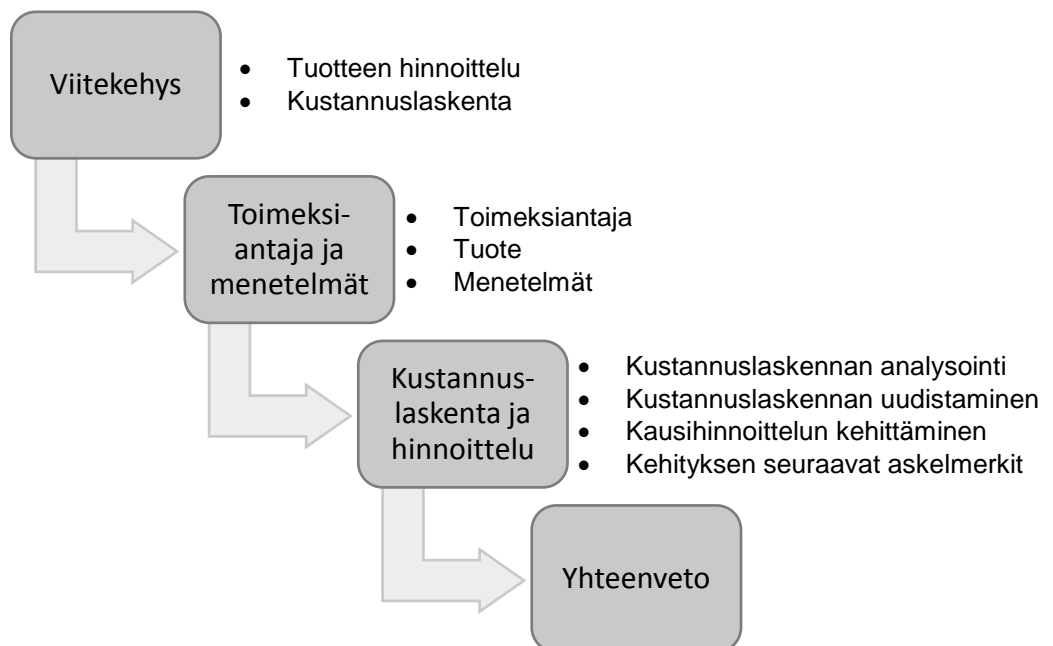 Viitekehys
• Tuotteen hinnoittelu
• Kustannuslaskenta
Toimeksi-
antaja ja
menetelmät
• Toimeksiantaja
• Tuote
• Menetelmät
Kustannus-
laskenta ja
hinnoittelu
• Kustannuslaskennan analysointi
• Kustannuslaskennan uudistaminen
• Kausihinnoittelun kehittäminen
• Kehityksen seuraavat askelmerkit
Yhteenveto